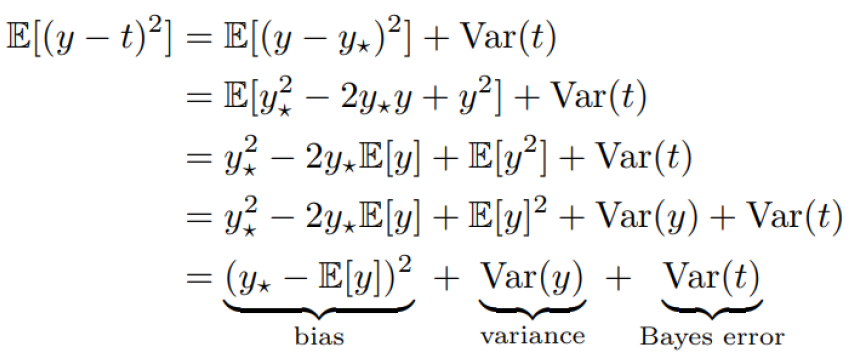 𝔼[(y − t)²] = 𝔼[(y − y⋆)²] + Var(t)
= 𝔼[y⋆² − 2y⋆y + y²] + Var(t)
= y⋆² − 2y⋆𝔼[y] + 𝔼[y²] + Var(t)
= y⋆² − 2y⋆𝔼[y] + 𝔼[y]² + Var(y) + Var(t)
= (y⋆ − 𝔼[y])² + Var(y) + Var(t)
bias variance Bayes error